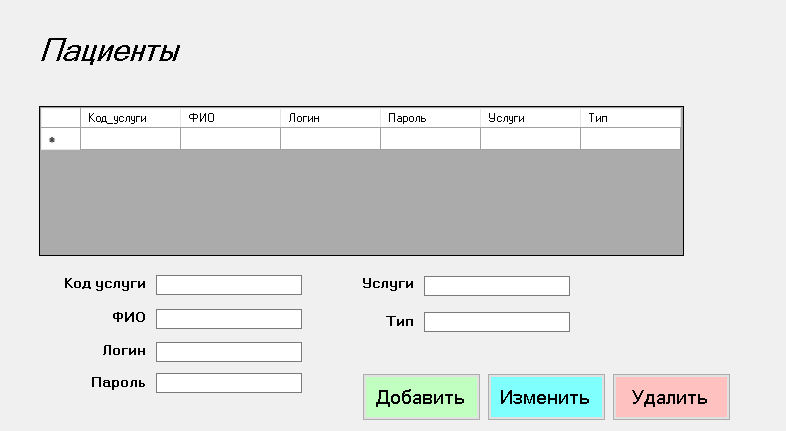 Пациенты
Код_услуги ФИО Логин Пароль Услуги Тип
Код услуги
Услуги
ФИО
Тип
Логин
Пароль
Добавить Изменить Удалить